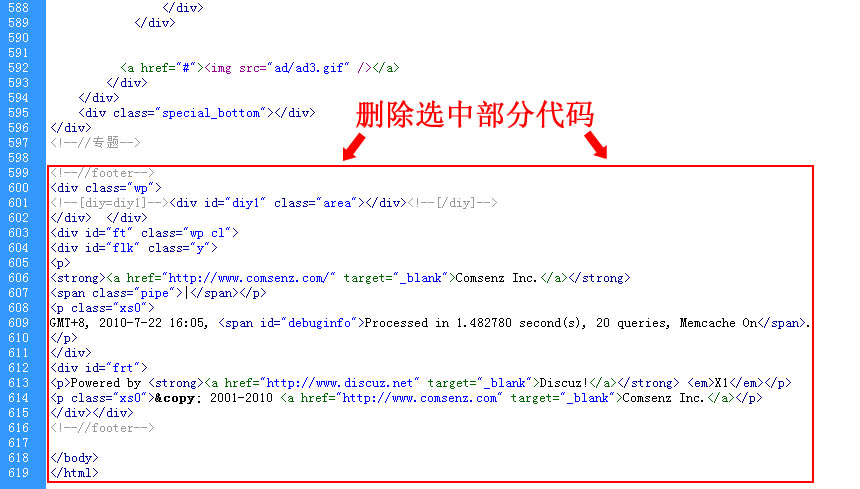 588 </div>
589 </div>
590
591
592 <a href="#"><img src="ad/ad3.gif" /></a>
593 </div>
594 </div>
595 <div class="special_bottom"></div>
删除选中部分代码
596 </div>
597 <!--//专题-->
598
599 <!--//footer-->
600 <div class="wp">
601 <!--[diy=diy1]--><div id="diy1" class="area"></div><!--[/diy]-->
602 </div> </div>
603 <div id="ft" class="wp cl">
604 <div id="flk" class="y">
605 <p>
606 <strong><a href="http://www.comsenz.com/" target="_blank">Comsenz Inc.</a></strong>
607 <span class="pipe">|</span></p>
608 <p class="xs0">
609 GMT+8, 2010-7-22 16:05, <span id="debuginfo">Processed in 1.482780 second(s), 20 queries, Memcache On</span>.
610 </p>
611 </div>
612 <div id="frt">
613 <p>Powered by <strong><a href="http://www.discuz.net" target="_blank">Discuz!</a></strong> <em>X1</em></p>
614 <p class="xs0">&copy; 2001-2010 <a href="http://www.comsenz.com" target="_blank">Comsenz Inc.</a></p>
615 </div></div>
616 <!--//footer-->
617
618 </body>
619 </html>